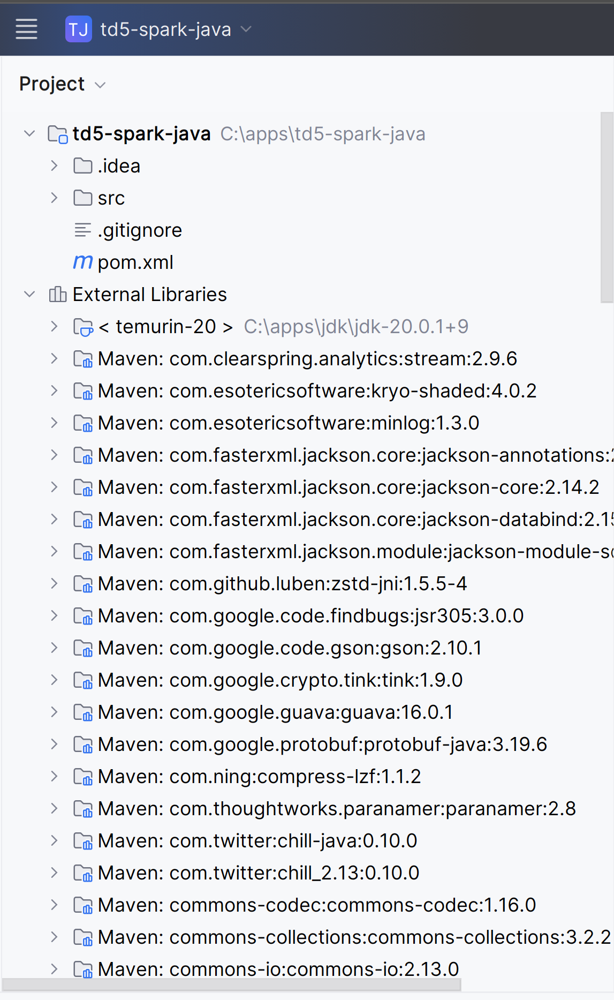 TJ td5-spark-java
Project
td5-spark-java C:\apps\td5-spark-java
.idea
src
.gitignore
m pom.xml
External Libraries
< temurin-20 > C:\apps\jdk\jdk-20.0.1+9
Maven: com.clearspring.analytics:stream:2.9.6
Maven: com.esotericsoftware:kryo-shaded:4.0.2
Maven: com.esotericsoftware:minlog:1.3.0
Maven: com.fasterxml.jackson.core:jackson-annotations:
Maven: com.fasterxml.jackson.core:jackson-core:2.14.2
Maven: com.fasterxml.jackson.core:jackson-databind:2.15
Maven: com.fasterxml.jackson.module:jackson-module-sc
Maven: com.github.luben:zstd-jni:1.5.5-4
Maven: com.google.code.findbugs:jsr305:3.0.0
Maven: com.google.code.gson:gson:2.10.1
Maven: com.google.crypto.tink:tink:1.9.0
Maven: com.google.guava:guava:16.0.1
Maven: com.google.protobuf:protobuf-java:3.19.6
Maven: com.ning:compress-lzf:1.1.2
Maven: com.thoughtworks.paranamer:paranamer:2.8
Maven: com.twitter:chill-java:0.10.0
Maven: com.twitter:chill_2.13:0.10.0
Maven: commons-codec:commons-codec:1.16.0
Maven: commons-collections:commons-collections:3.2.2
Maven: commons-io:commons-io:2.13.0